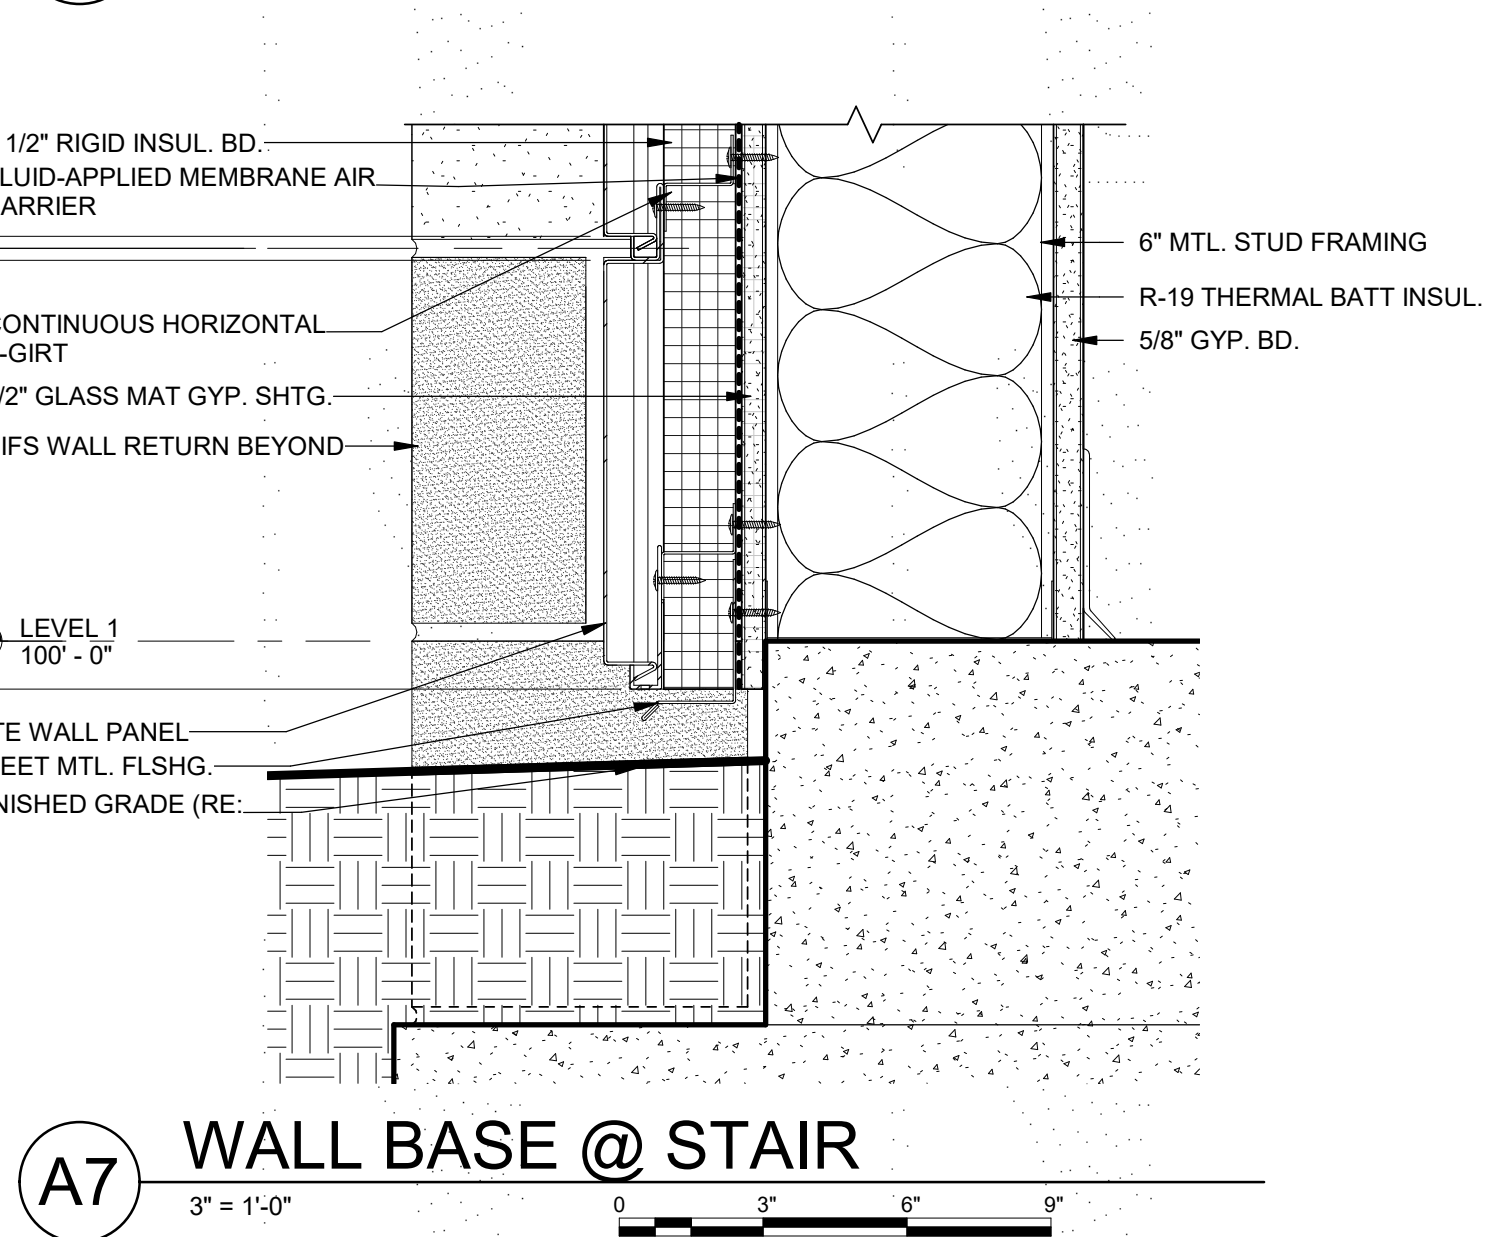 1/2" RIGID INSUL. BD.
LUID-APPLIED MEMBRANE AIR
ARRIER
CONTINUOUS HORIZONTAL
-GIRT
/2" GLASS MAT GYP. SHTG.
IFS WALL RETURN BEYOND
LEVEL 1
100' - 0"
TE WALL PANEL
EET MTL. FLSHG.
NISHED GRADE (RE:
6" MTL. STUD FRAMING
R-19 THERMAL BATT INSUL.
5/8" GYP. BD.
A7
WALL BASE @ STAIR
3" = 1'-0"
0 3" 6" 9"